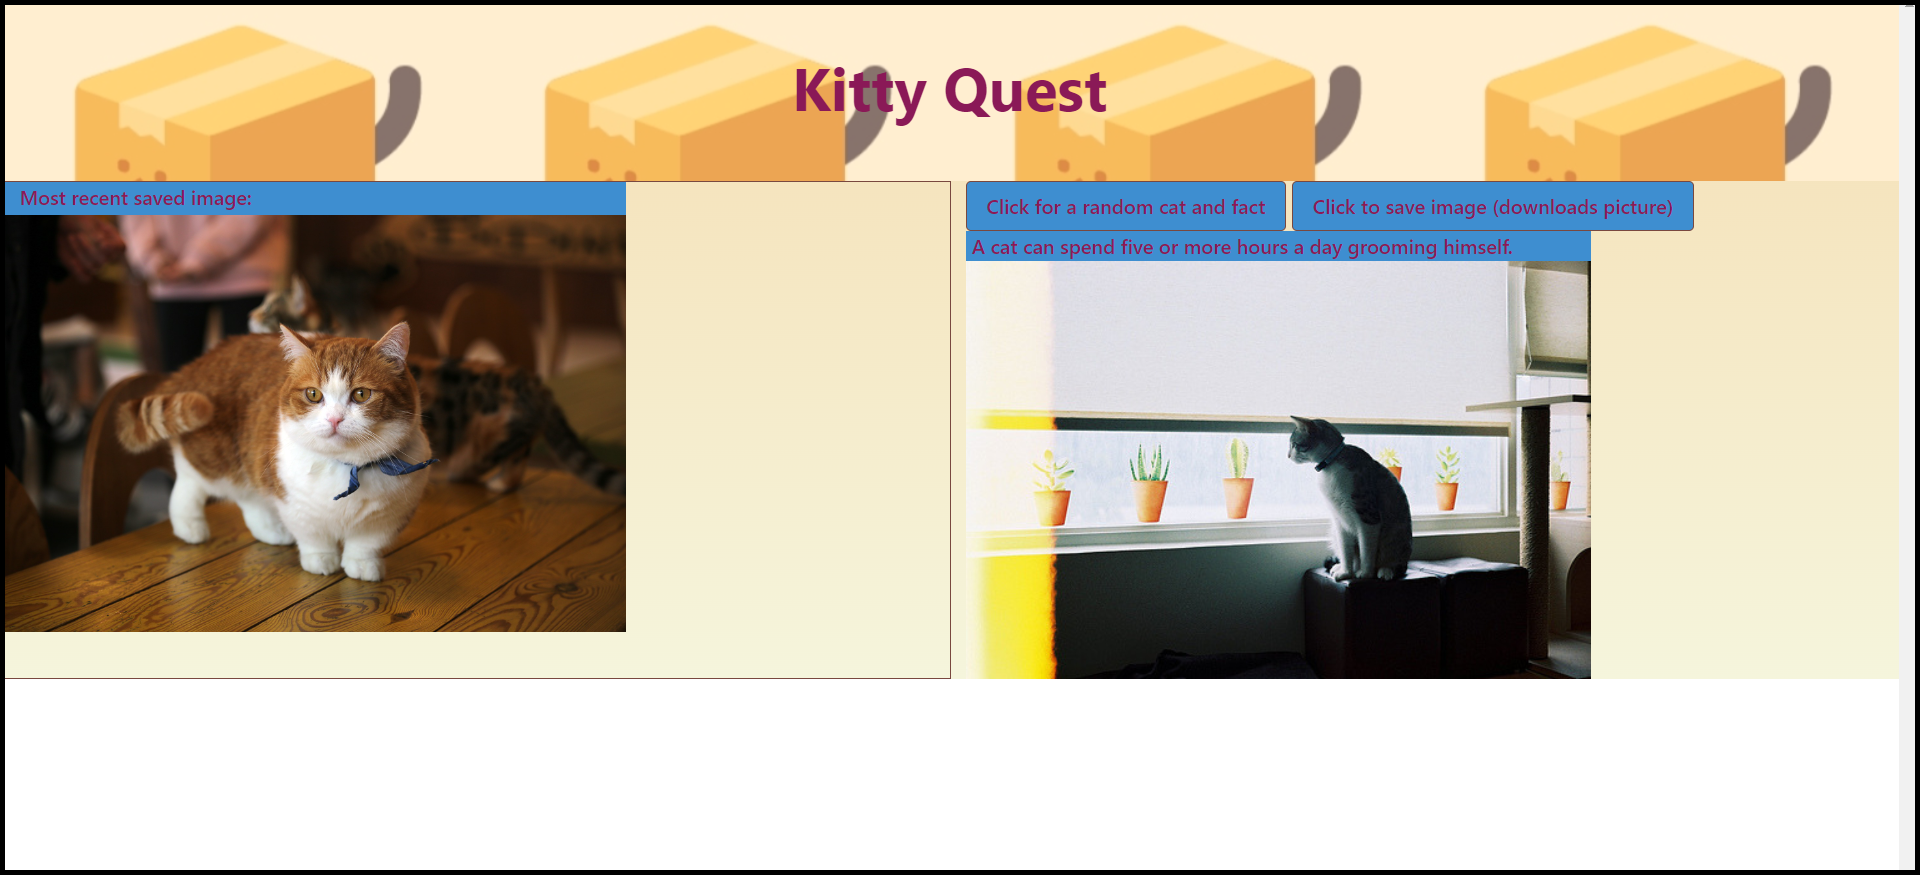 Kitty Quest
Most recent saved image:
Click for a random cat and fact
Click to save image (downloads picture)
A cat can spend five or more hours a day grooming himself.